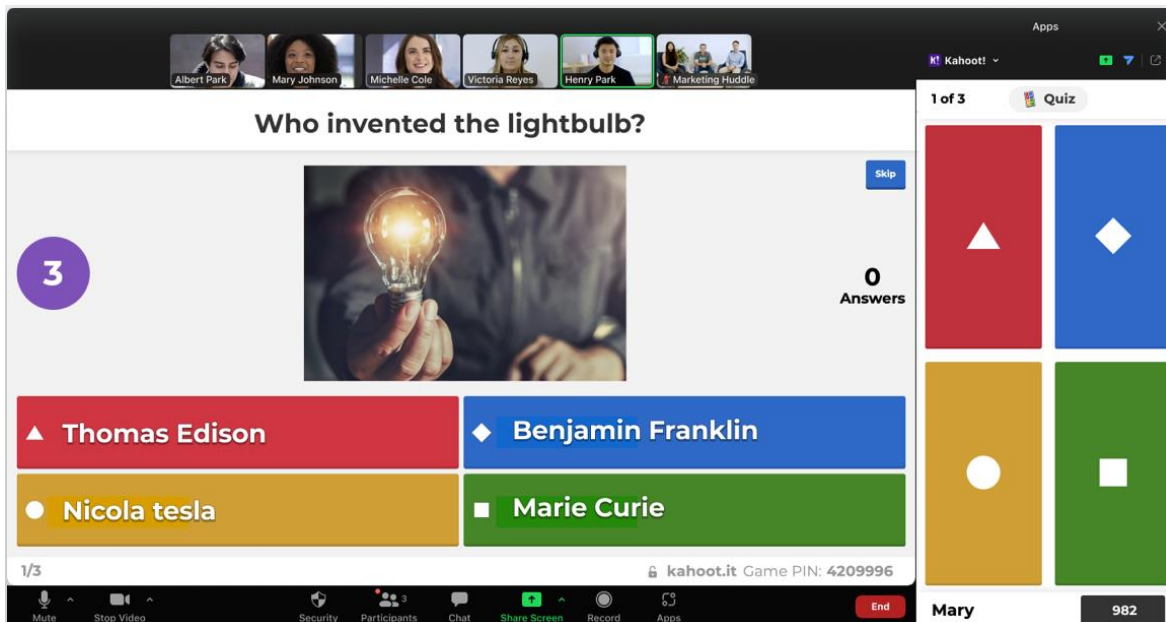 Apps
Albert Park
Mary Johnson
Michelle Cole
Victoria Reyes
Henry Park
Marketing Huddle
K! Kahoot!
1 of 3
Quiz
Who invented the lightbulb?
Skip
3
0
Answers
Thomas Edison
Benjamin Franklin
Nicola tesla
Marie Curie
1/3
kahoot.it Game PIN: 4209996
Mute
Stop Video
Security
Participants
3
Chat
Share Screen
Record
Apps
End
Mary
982